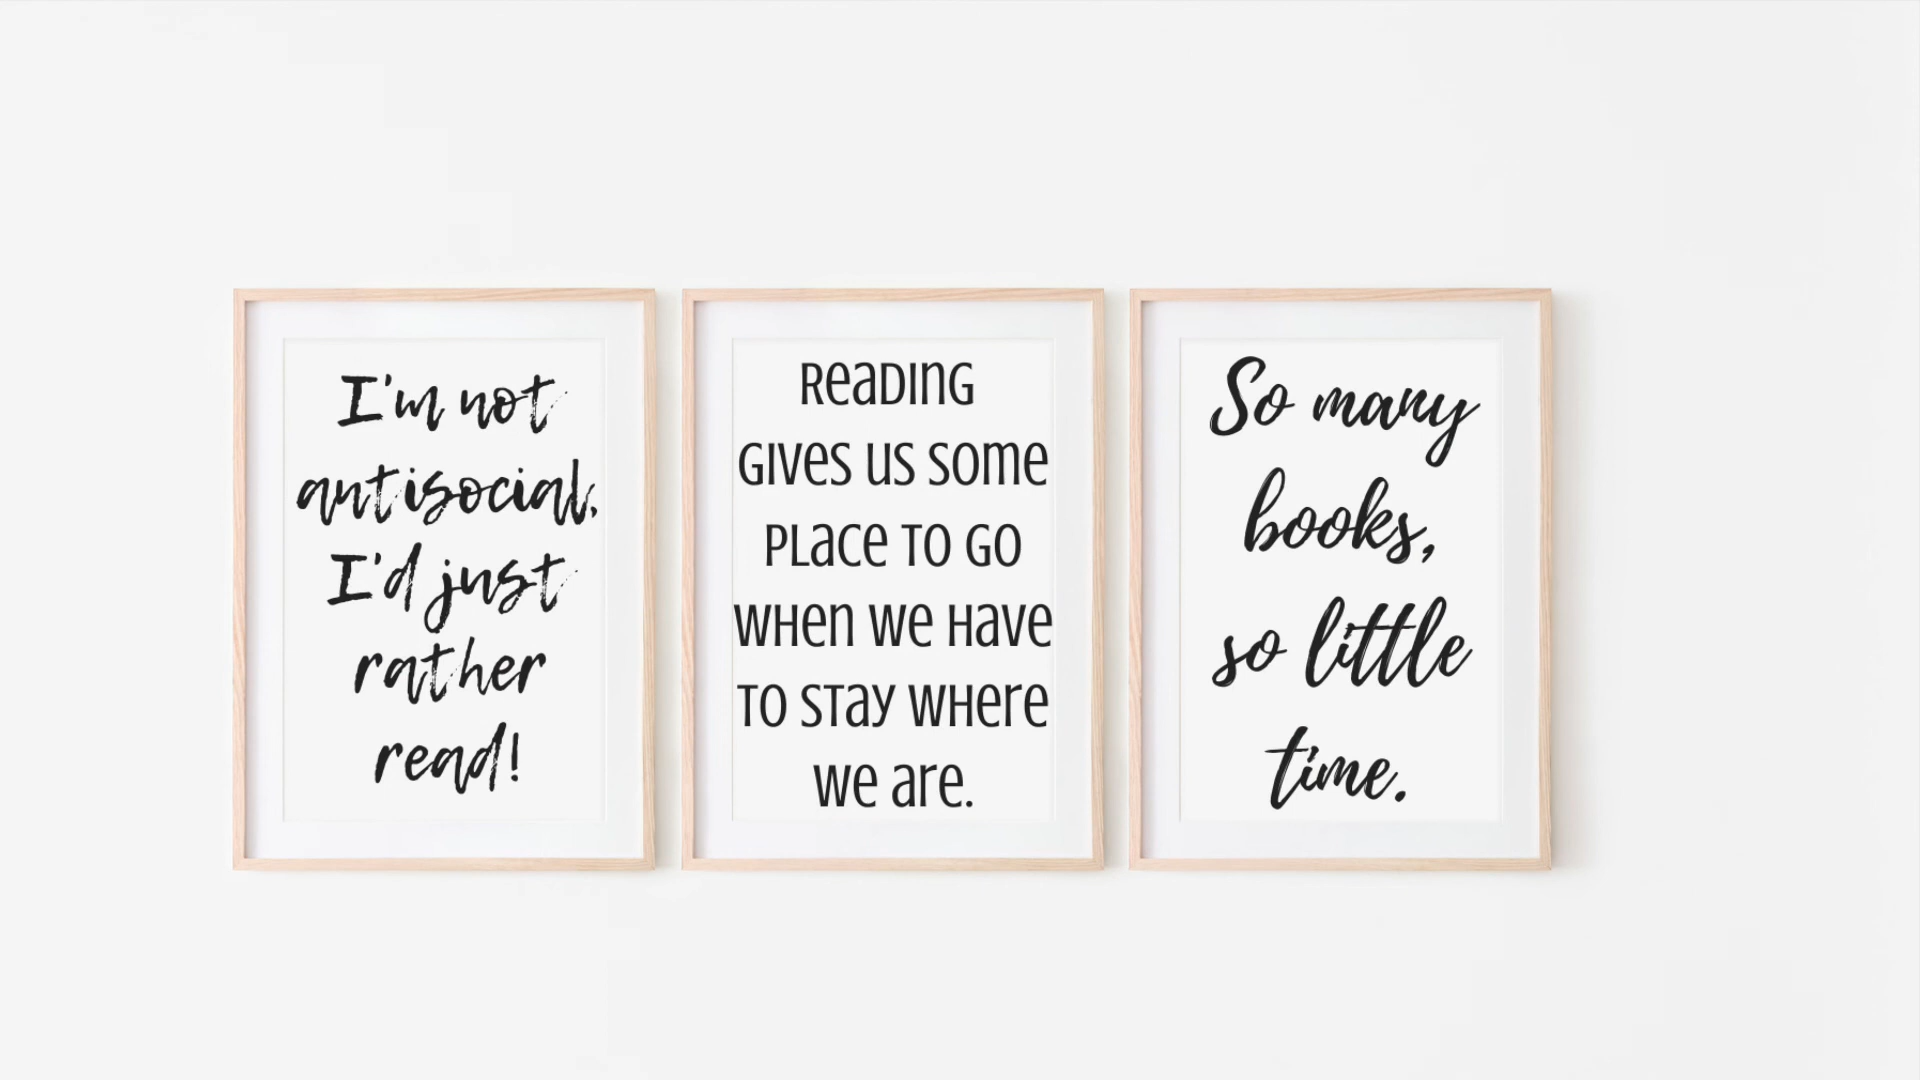 I'm not
antisocial,
I'd just
rather
read!
Reading
gives us some
place to go
when we have
to stay where
we are.
So many
books,
so little
time.